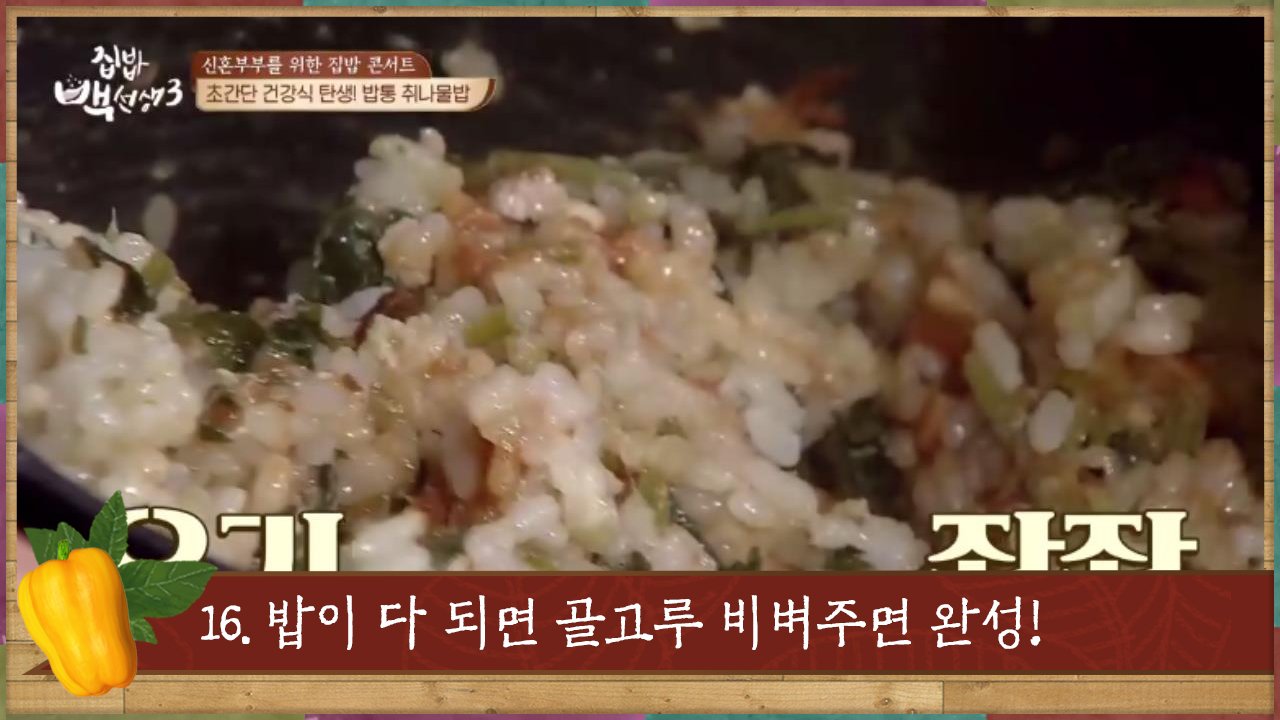 집밥
백선생3
신혼부부를 위한 집밥 콘서트
초간단 건강식 탄생! 밥통 취나물밥
16. 밥이 다 되면 골고루 비벼주면 완성!